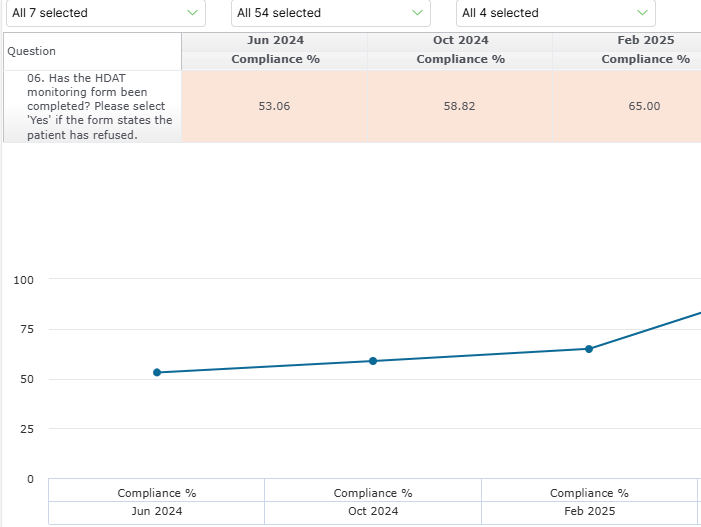 All 7 selected All 54 selected All 4 selected
Question Jun 2024 Oct 2024 Feb 2025
Compliance % Compliance % Compliance %
06. Has the HDAT
monitoring form been
completed? Please select
'Yes' if the form states the
patient has refused.
53.06 58.82 65.00
100
75
50
25
0
Compliance % Compliance % Compliance %
Jun 2024 Oct 2024 Feb 2025